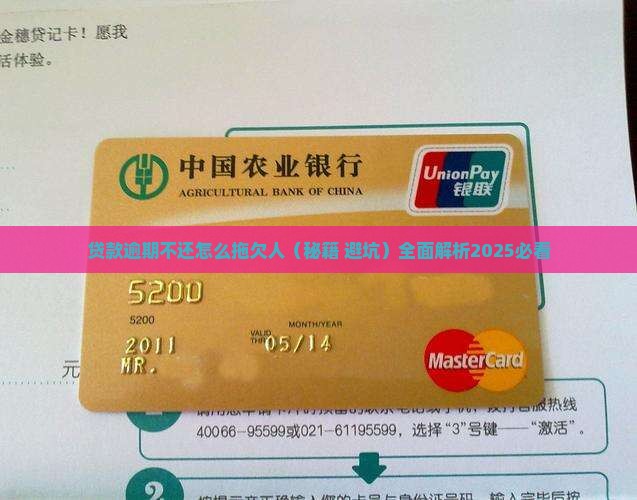 金穗贷记卡！愿我
活体验。
中国农业银行
AGRICULTURAL BANK OF CHINA
UnionPay
银联
贷款逾期不还怎么拖欠人（秘籍 避坑）全面解析2025必看
5200
5200
MONTH/YEAR
VALID
THRU
2011
05/14
MR.
MasterCard
元
40066-95599或021-61195599，选择“3”号键——“激活”。
2